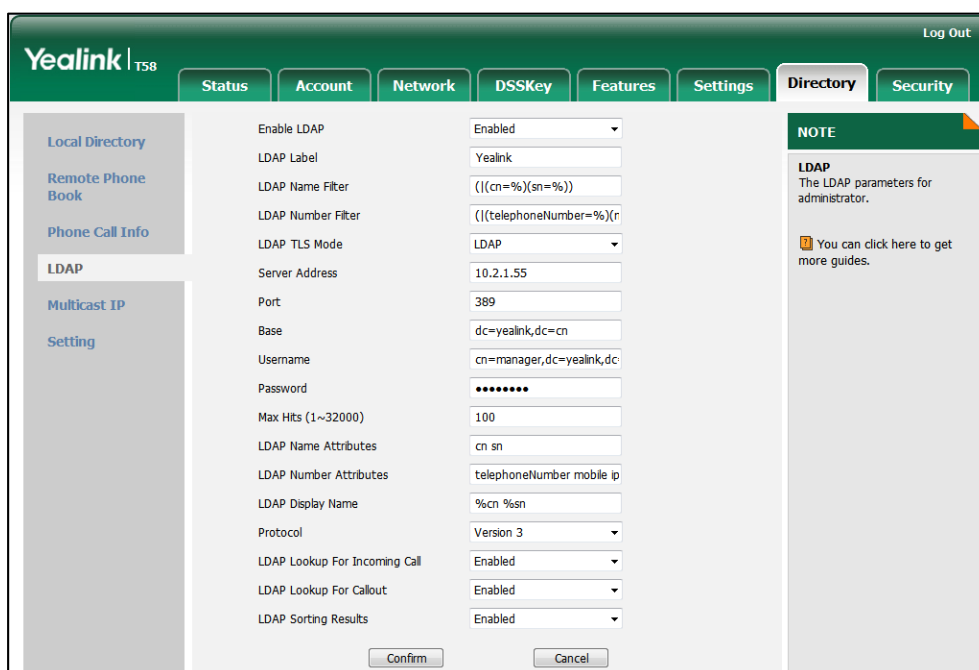 Log Out
Yealink T58
Status Account Network DSSKey Features Settings Directory Security
Local Directory
Remote Phone
Book
Phone Call Info
LDAP
Multicast IP
Setting
Enable LDAP Enabled
LDAP Label Yealink
LDAP Name Filter (|(cn=%)(sn=%))
LDAP Number Filter (|(telephoneNumber=%)(n
LDAP TLS Mode LDAP
Server Address 10.2.1.55
Port 389
Base dc=yealink,dc=cn
Username cn=manager,dc=yealink,dc=
Password ••••••••
Max Hits (1~32000) 100
LDAP Name Attributes cn sn
LDAP Number Attributes telephoneNumber mobile ip
LDAP Display Name %cn %sn
Protocol Version 3
LDAP Lookup For Incoming Call Enabled
LDAP Lookup For Callout Enabled
LDAP Sorting Results Enabled
Confirm Cancel
NOTE
LDAP
The LDAP parameters for
administrator.
You can click here to get
more guides.